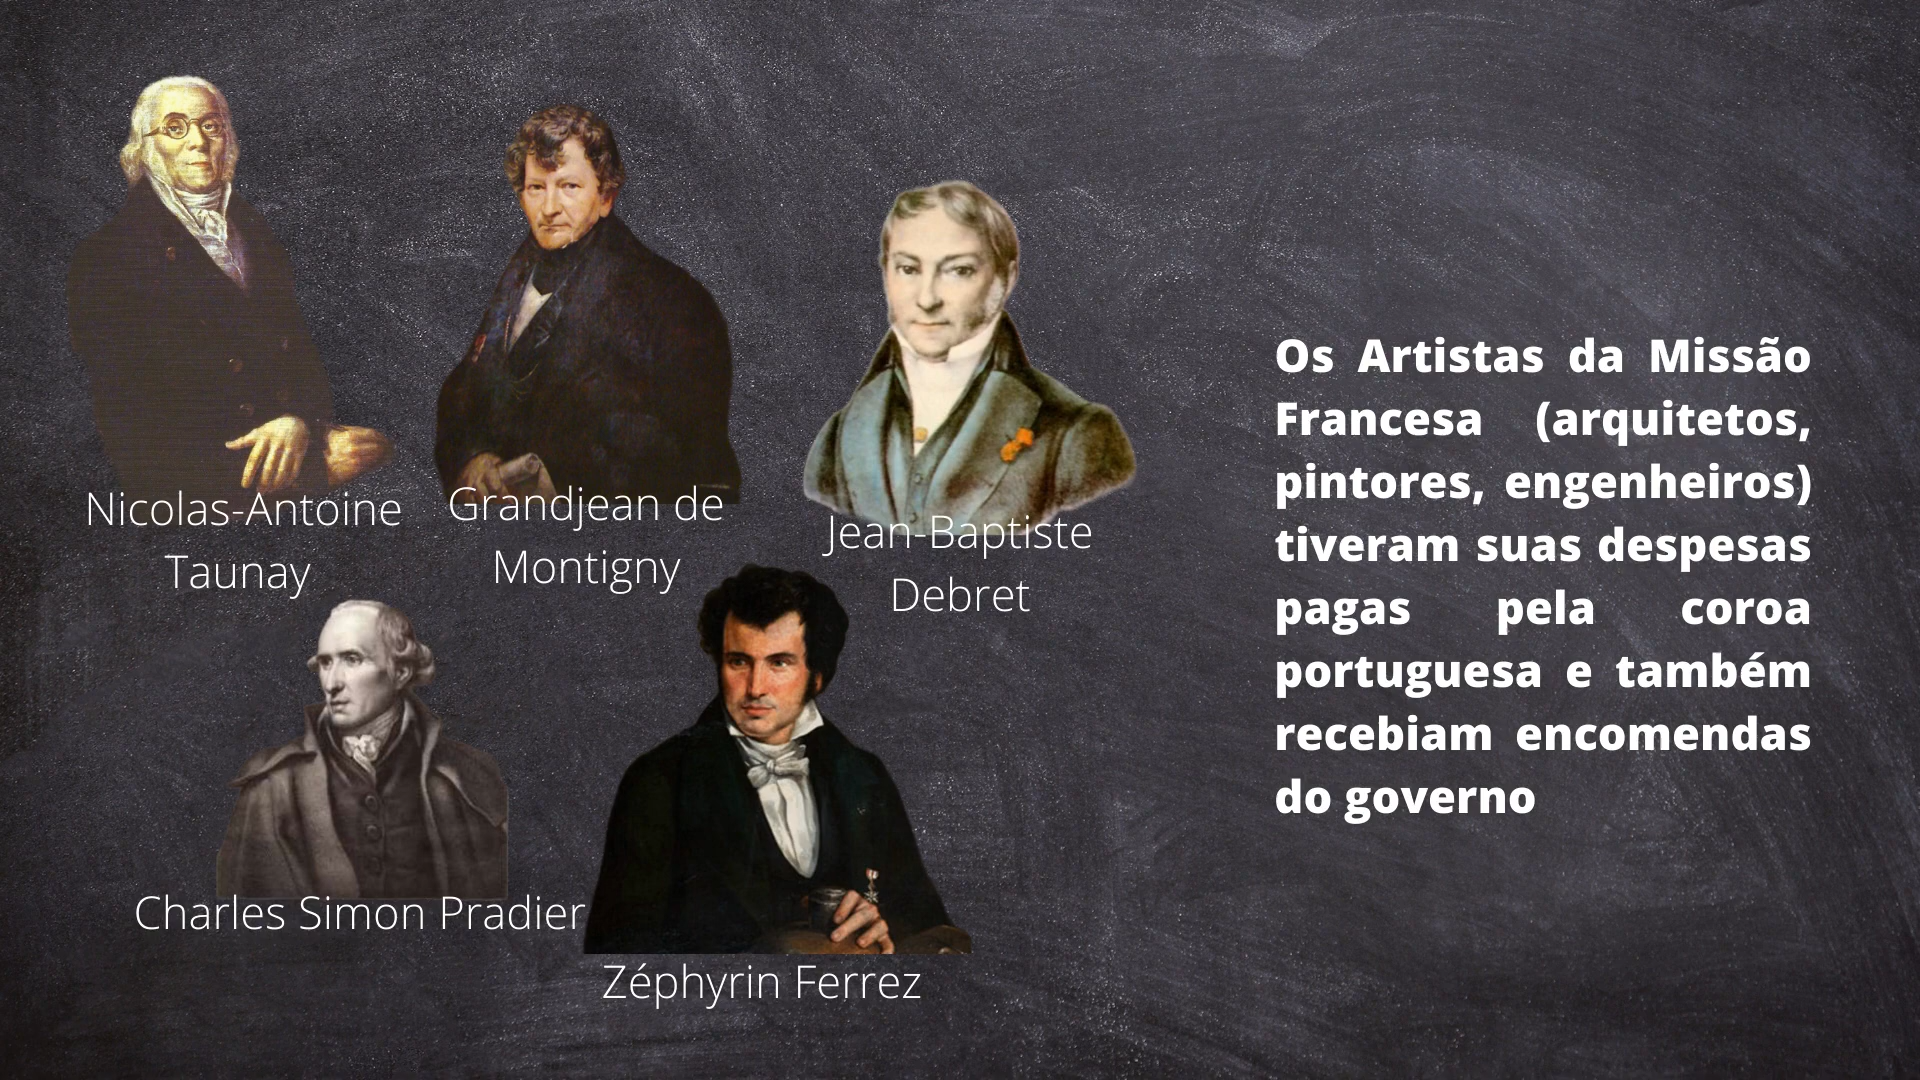 Nicolas-Antoine
Taunay
Grandjean de
Montigny
Jean-Baptiste
Debret
Charles Simon Pradier
Zéphyrin Ferrez
Os Artistas da Missão
Francesa (arquitetos,
pintores, engenheiros)
tiveram suas despesas
pagas pela coroa
portuguesa e também
recebiam encomendas
do governo